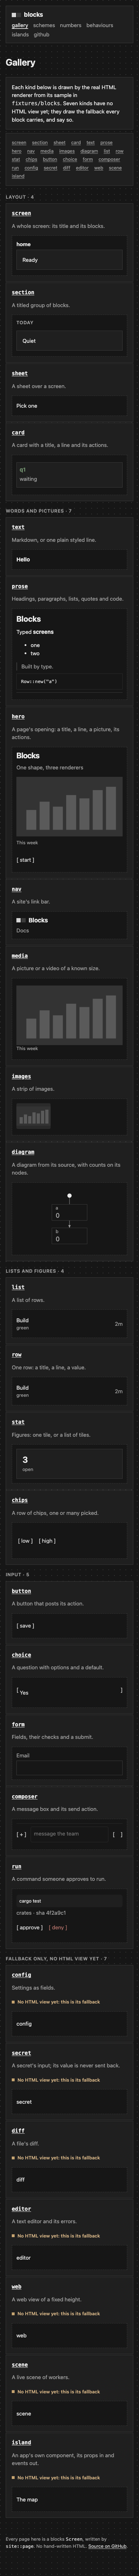 blocks
gallery schemes numbers behaviours
islands github
Gallery
Each block below is drawn by the real HTML
renderer from its sample in
fixtures/blocks. Seven kinds have no
HTML view yet; they draw the fallback block
carries, and say so.
screen section sheet card text prose
hero nav media images diagram list row
stat chips button choice form composer
run config secret diff editor web scene
island
LAYOUT · 4
screen
A whole screen: its title and its blocks.
home
Ready
section
A titled group of blocks.
TODAY
Quiet
sheet
A sheet over a screen.
Pick one
card
A card with a title, a line and its actions.
q1
waiting
WORDS AND PICTURES · 7
text
Markdown, or one plain styled line.
Hello
prose
Headings, paragraphs, lists, quotes and code.
Blocks
Typed screens
one
two
Built by type.
Row::new("a")
hero
A page's opening: a title, a line, a picture, its
actions.
Blocks
One shape, three renderers
This week
[ start ]
nav
A site's link bar.
Blocks
Docs
media
A picture or a video of a known size.
This week
images
A strip of images.
diagram
A diagram from its source, with counts on its
nodes.
0
0
LISTS AND FIGURES · 4
list
A list of rows.
Build
green
2m
row
One row: a title, a line, a value.
Build
green
2m
stat
Figures: one tile, or a list of tiles.
3
open
chips
A row of chips, one or many picked.
[ low ] [ high ]
INPUT · 5
button
A button that posts its action.
[ save ]
choice
A question with options and a default.
[ Yes ]
form
Fields, their checks and a submit.
Email
composer
A message box and its send action.
[ + ] message the team [ ]
run
A command someone approves to run.
cargo test
crates · sha 4f2a9c1
[ approve ] [ deny ]
FALLBACK ONLY, NO HTML VIEW YET · 7
config
Settings as fields.
No HTML view yet: this is its fallback
config
secret
A secret's input; its value is never sent back.
No HTML view yet: this is its fallback
secret
diff
A file's diff.
No HTML view yet: this is its fallback
diff
editor
A text editor and its errors.
No HTML view yet: this is its fallback
editor
web
A web view of a fixed height.
No HTML view yet: this is its fallback
web
scene
A live scene of workers.
No HTML view yet: this is its fallback
scene
island
An app's own component, its props in and
events out.
No HTML view yet: this is its fallback
The map
Every page here is a blocks Screen, written by
site::page. No hand-written HTML. Source on GitHub.